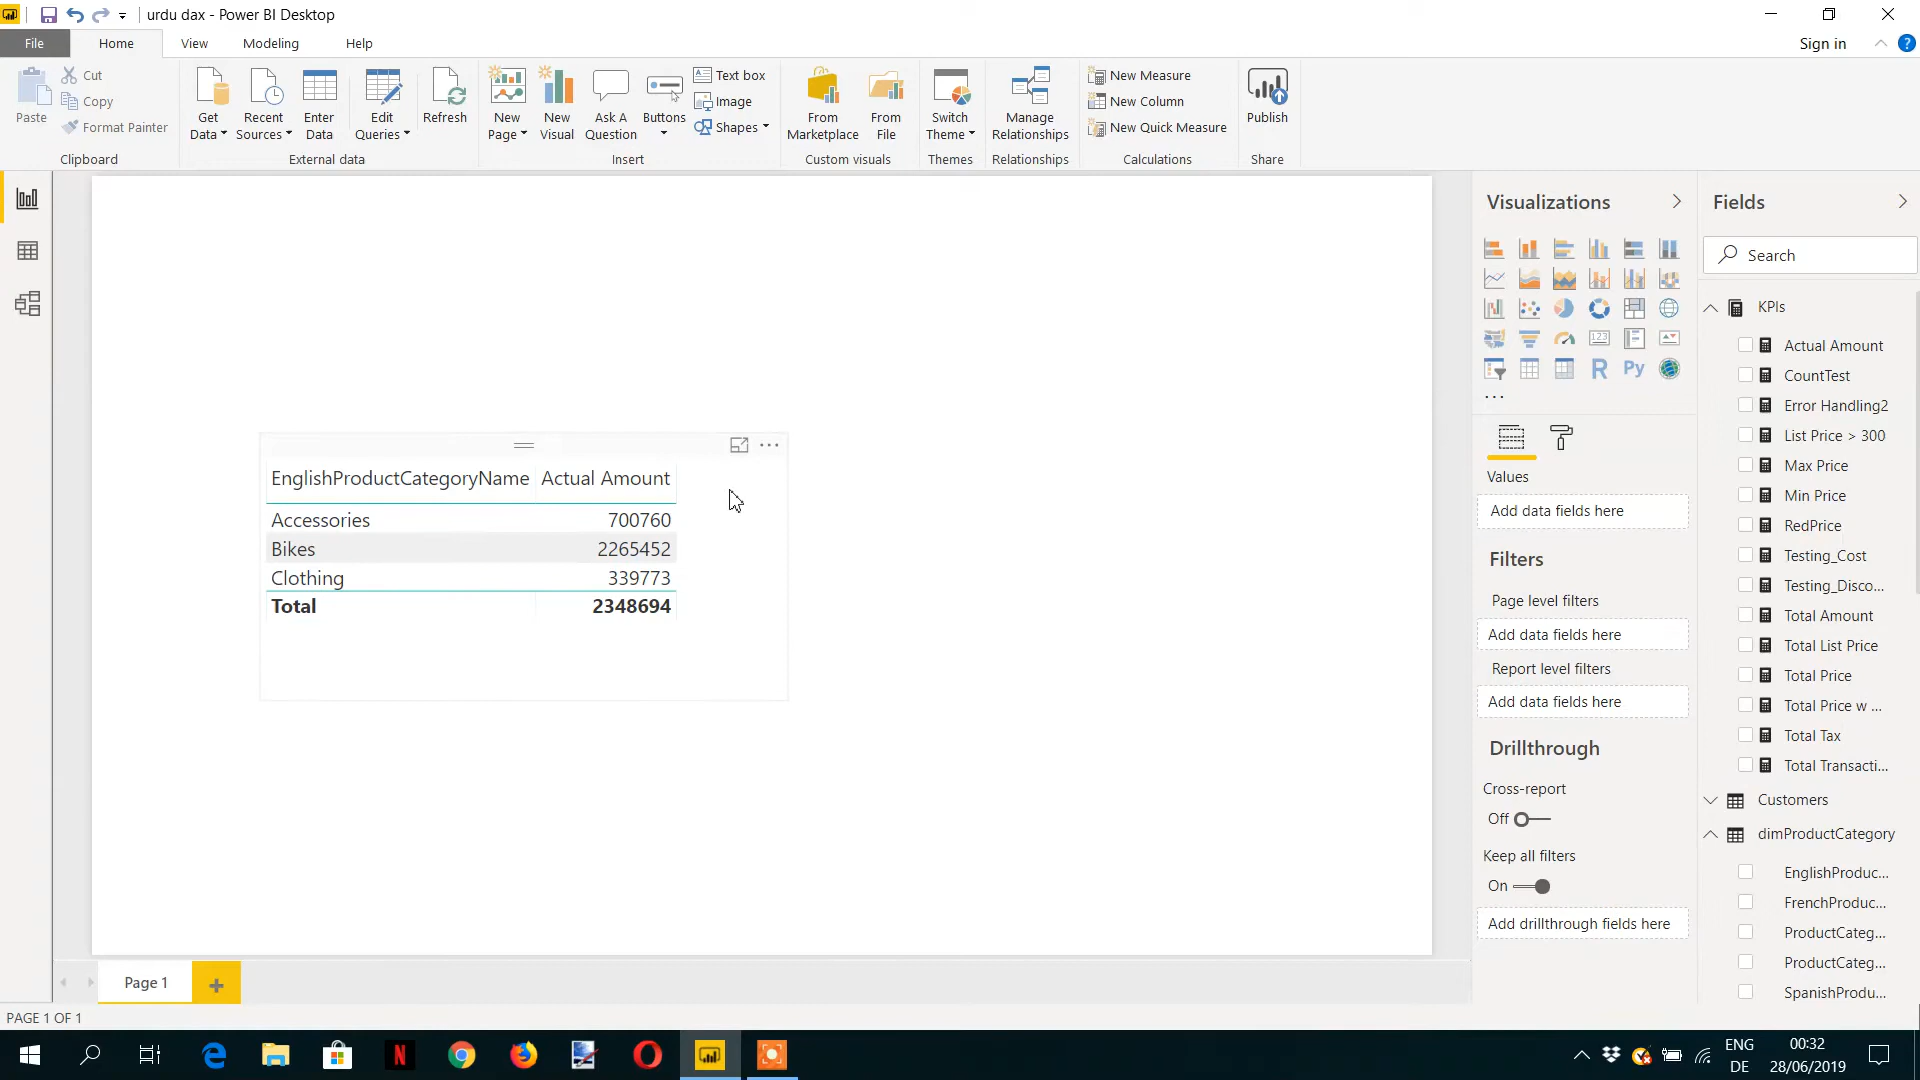 urdu dax - Power BI Desktop
File
Home
View
Modeling
Help
Sign in
Paste
Cut
Copy
Format Painter
Clipboard
Get
Data
Recent
Sources
Enter
Data
Edit
Queries
Refresh
External data
New
Page
New
Visual
Ask A
Question
Buttons
Text box
Image
Shapes
Insert
From
Marketplace
From
File
Custom visuals
Switch
Theme
Themes
Manage
Relationships
Relationships
New Measure
New Column
New Quick Measure
Calculations
Publish
Share
EnglishProductCategoryName Actual Amount
Accessories 700760
Bikes 2265452
Clothing 339773
Total 2348694
Visualizations
R
Py
123
...
Values
Add data fields here
Filters
Page level filters
Add data fields here
Report level filters
Add data fields here
Drillthrough
Cross-report
Off
Keep all filters
On
Add drillthrough fields here
Fields
Search
KPIs
Actual Amount
CountTest
Error Handling2
List Price > 300
Max Price
Min Price
RedPrice
Testing_Cost
Testing_Disco...
Total Amount
Total List Price
Total Price
Total Price w ...
Total Tax
Total Transacti...
Customers
dimProductCategory
EnglishProduc...
FrenchProduc...
ProductCateg...
ProductCateg...
SpanishProdu...
Page 1
PAGE 1 OF 1
ENG
DE
00:32
28/06/2019